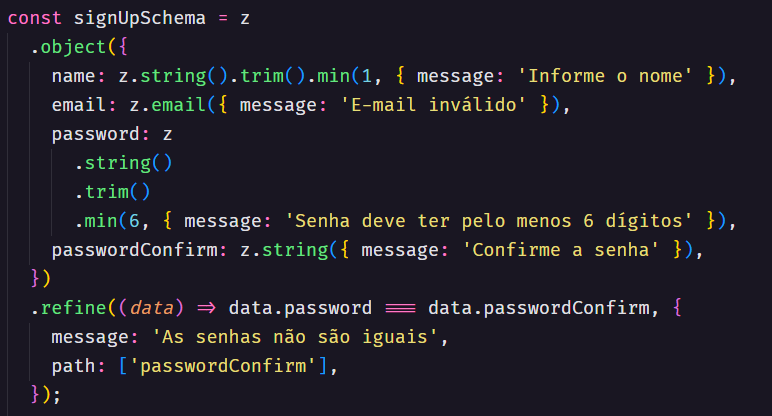 const signUpSchema = z
  .object({
    name: z.string().trim().min(1, { message: 'Informe o nome' }),
    email: z.email({ message: 'E-mail inválido' }),
    password: z
      .string()
      .trim()
      .min(6, { message: 'Senha deve ter pelo menos 6 dígitos' }),
    passwordConfirm: z.string({ message: 'Confirme a senha' }),
  })
  .refine((data) => data.password === data.passwordConfirm, {
    message: 'As senhas não são iguais',
    path: ['passwordConfirm'],
  });